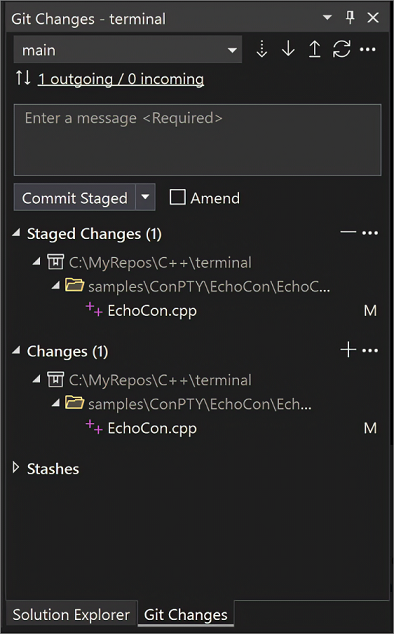 Git Changes - terminal
main
1 outgoing / 0 incoming
Enter a message <Required>
Commit Staged
Amend
Staged Changes (1)
C:\MyRepos\C++\terminal
samples\ConPTY\EchoCon\EchoC...
EchoCon.cpp M
Changes (1)
C:\MyRepos\C++\terminal
samples\ConPTY\EchoCon\Ech...
EchoCon.cpp M
Stashes
Solution Explorer Git Changes